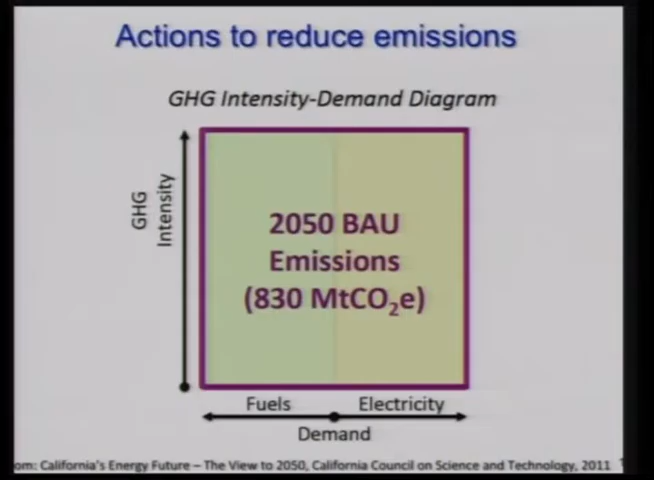 Actions to reduce emissions
GHG Intensity-Demand Diagram
GHG
Intensity
2050 BAU
Emissions
(830 MtCO₂e)
Fuels
Electricity
Demand
om: California's Energy Future – The View to 2050, California Council on Science and Technology, 2011